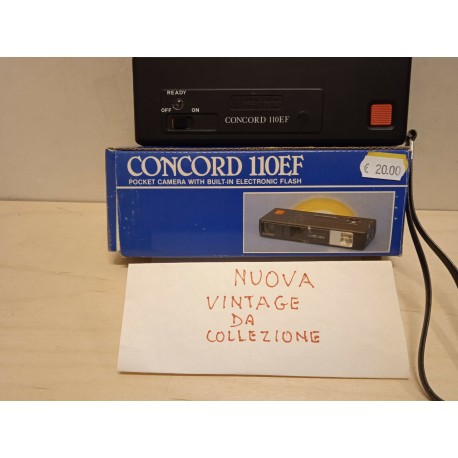 READY
OFF ON
CONCORD 110EF
CONCORD 110EF
€ 20.00
POCKET CAMERA WITH BUILT-IN ELECTRONIC FLASH
NUOVA
VINTAGE
DA
COLLEZIONE